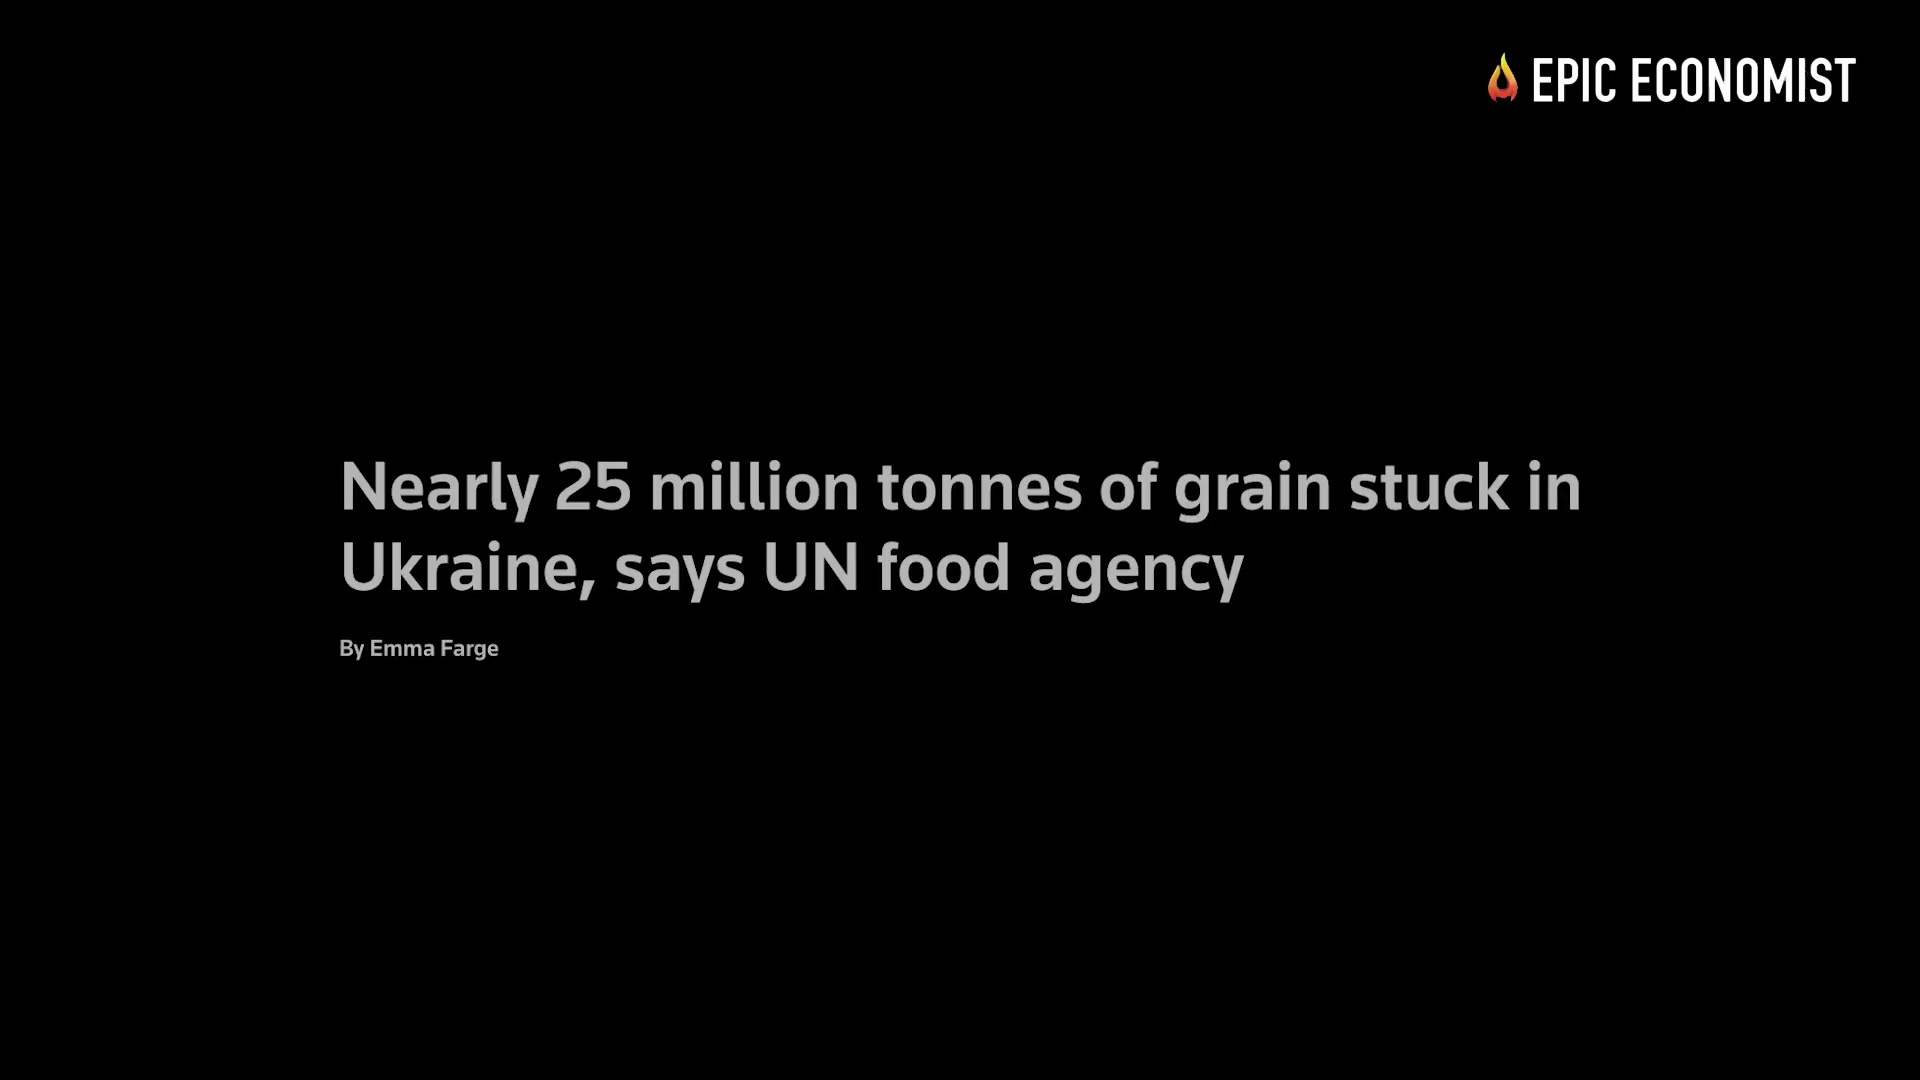 EPIC ECONOMIST
Nearly 25 million tonnes of grain stuck in
Ukraine, says UN food agency
By Emma Farge